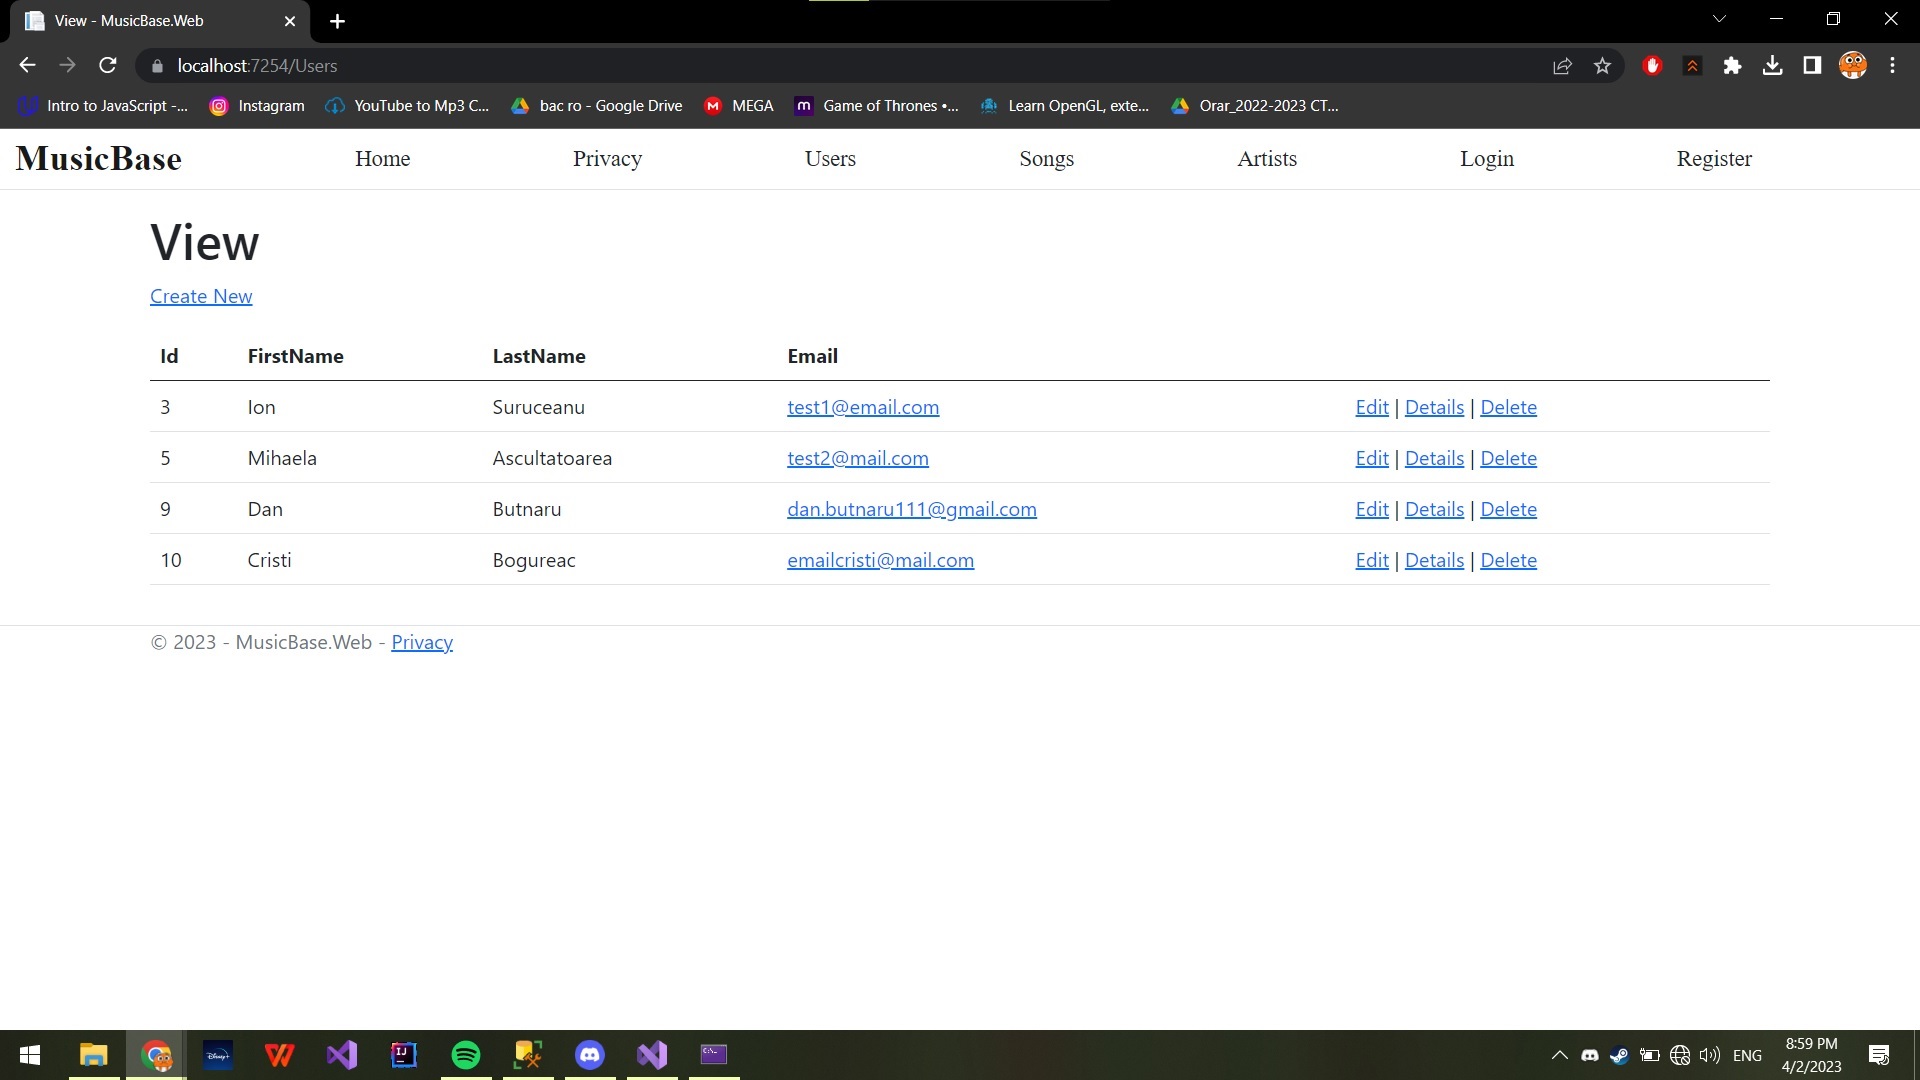 View - MusicBase.Web
localhost:7254/Users
Intro to JavaScript -... Instagram YouTube to Mp3 C... bac ro - Google Drive MEGA Game of Thrones •... Learn OpenGL, exte... Orar_2022-2023 CT...
MusicBase Home Privacy Users Songs Artists Login Register
View
Create New
Id FirstName LastName Email
3 Ion Suruceanu test1@email.com Edit | Details | Delete
5 Mihaela Ascultatoarea test2@mail.com Edit | Details | Delete
9 Dan Butnaru dan.butnaru111@gmail.com Edit | Details | Delete
10 Cristi Bogureac emailcristi@mail.com Edit | Details | Delete
© 2023 - MusicBase.Web - Privacy
ENG
8:59 PM
4/2/2023